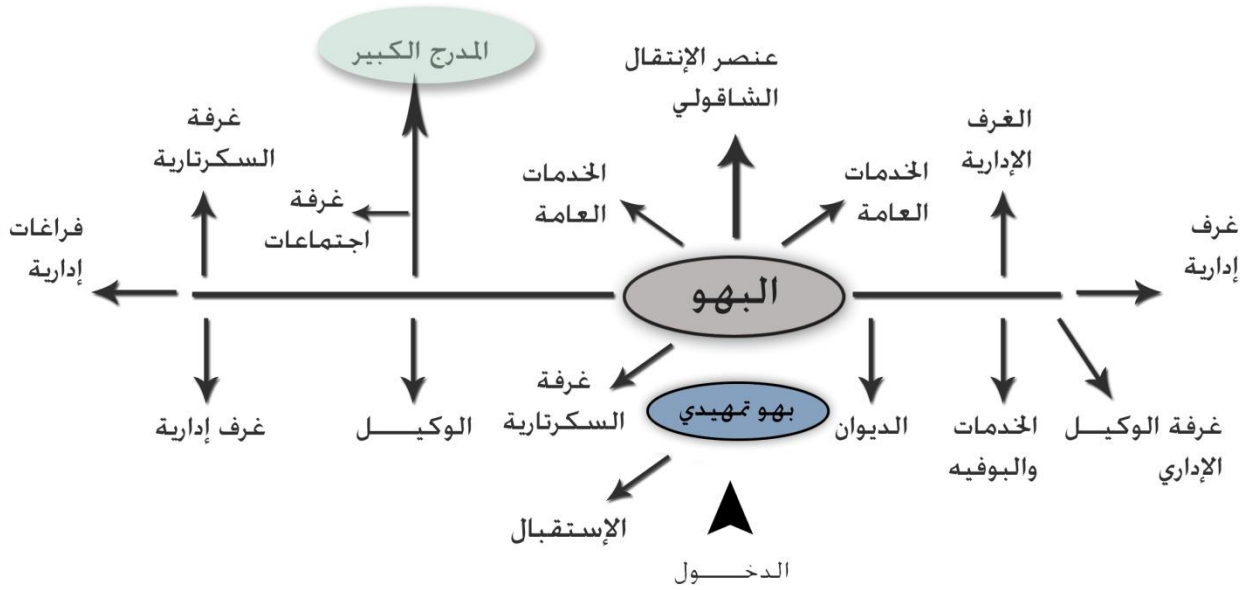 المدرج الكبير
عنصر الإنتقال
الشاقولي
الغرف
الإدارية
غرفة
السكرتارية
الخدمات
العامة
الخدمات
العامة
غرفة
اجتماعات
غرف
إدارية
فراغات
إدارية
البهو
غرفة
السكرتارية
بهو تمهيدي
غرفة الوكيـــل
الإداري
الخدمات
والبوفيه
الديوان
الوكيـــــل
غرف إدارية
الإستقبال
الدخـــــول